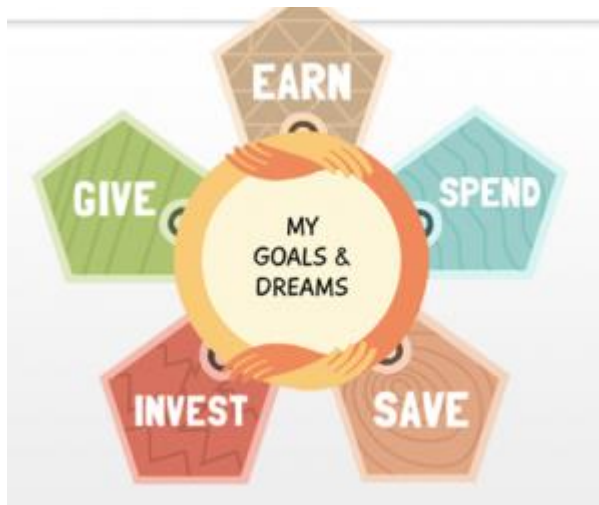 EARN
SPEND
SAVE
INVEST
GIVE
MY
GOALS &
DREAMS